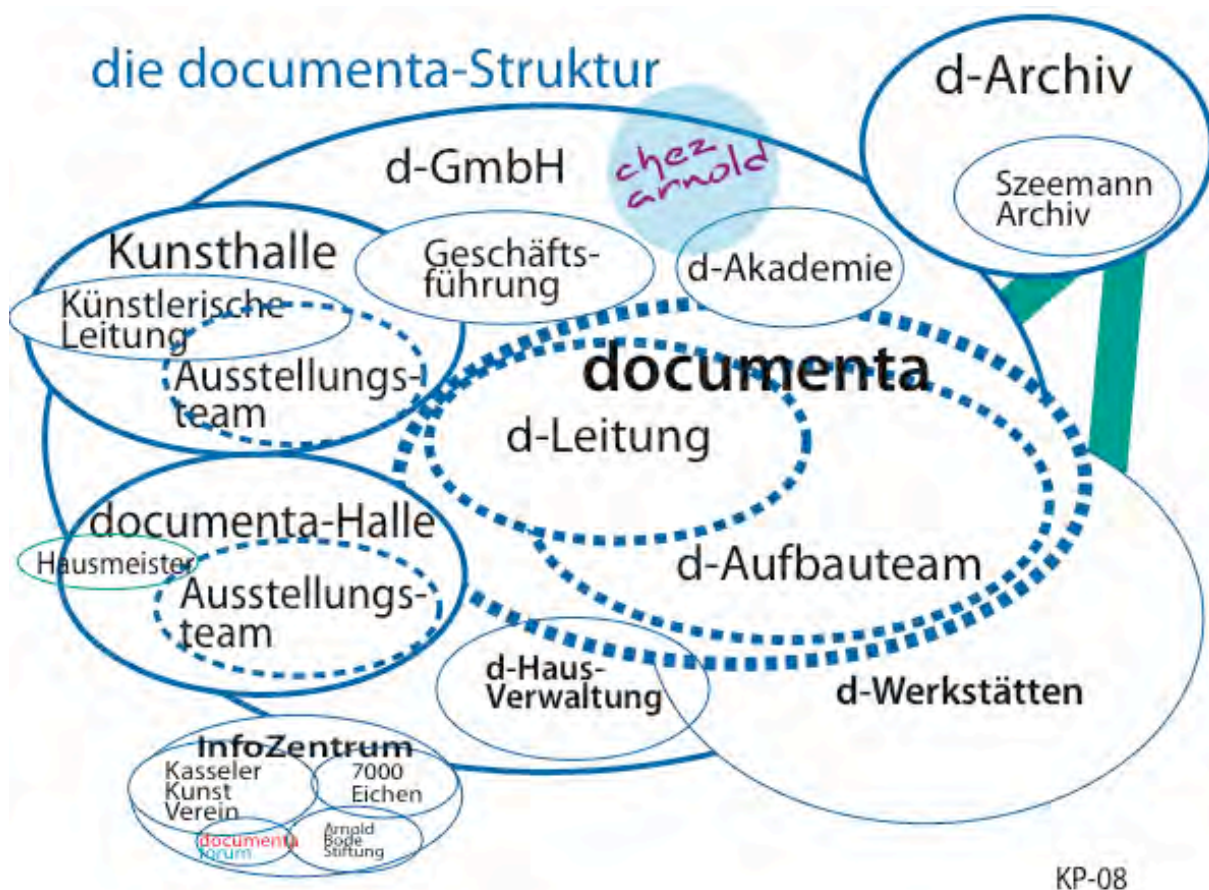 die documenta-Struktur
d-Archiv
Szeemann
Archiv
d-GmbH
chez
arnold
Kunsthalle
Geschäfts-
führung
d-Akademie
Künstlerische
Leitung
Ausstellungs-
team
documenta
d-Leitung
documenta-Halle
Hausmeister
Ausstellungs-
team
d-Aufbauteam
d-Haus-
Verwaltung
d-Werkstätten
InfoZentrum
Kasseler
Kunst
Verein
7000
Eichen
documenta
forum
Arnold
Bode
Stiftung
KP-08